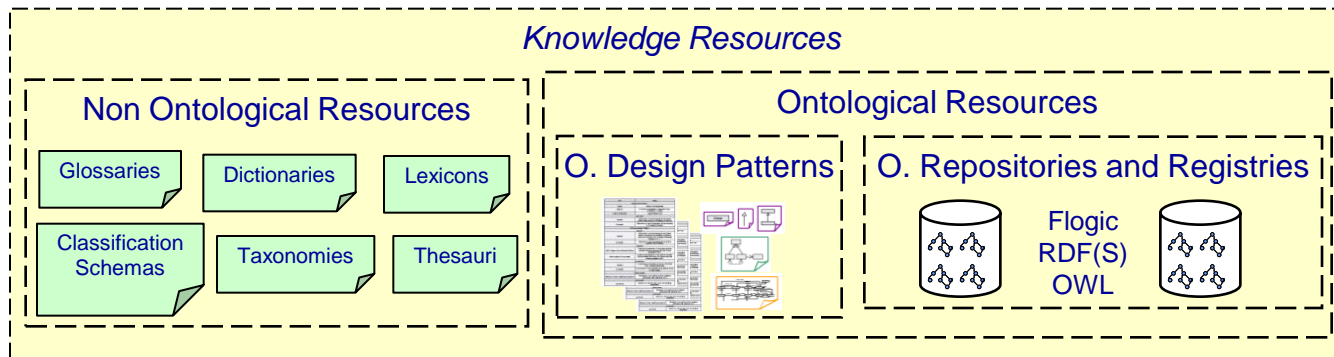 Knowledge Resources
Non Ontological Resources
Glossaries
Dictionaries
Lexicons
Classification
Schemas
Taxonomies
Thesauri
Ontological Resources
O. Design Patterns
O. Repositories and Registries
Flogic
RDF(S)
OWL